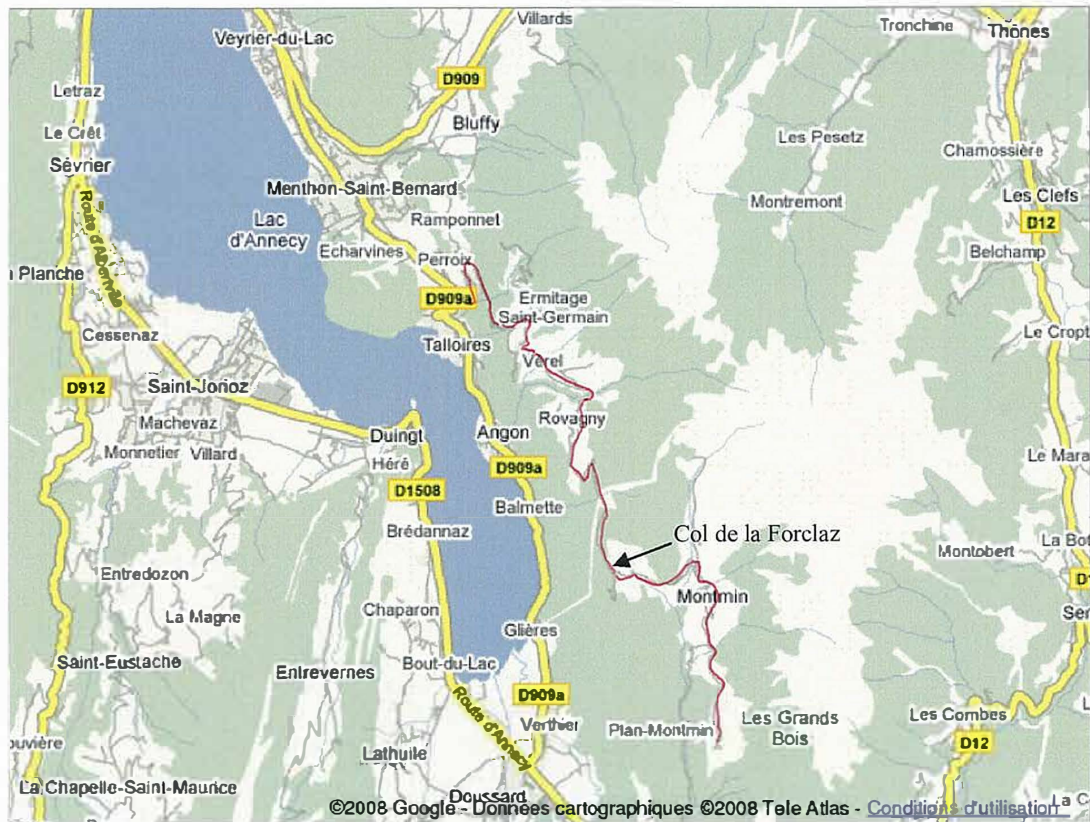 Villards
Tronchine
Thônes
Veyrier-du-Lac
D909
Letraz
Bluffy
Les Pesetz
Le Crêt
Chamossière
Sévrier
Menthon-Saint-Bernard
Les Clefs
Montremont
Route d'Albertville
Lac
d'Annecy
Ramponnet
D12
Echarvines
Belchamp
Perroix
Planche
D909a
Ermitage
Saint-Germain
Cessenaz
Le Cropt
Talloires
Verel
D912
Saint-Jorioz
Machevaz
Rovagny
Monnetier
Villard
Duingt
Angon
Héré
D909a
Le Mara
D1508
Balmette
Brédannaz
Col de la Forclaz
La Bot
Montobert
Entredozon
Chaparon
Montmin
La Magne
Glières
Saint-Eustache
Entrevernes
Bout-du-Lac
D909a
Route d'Annecy
Verthier
Plan-Montmin
Les Grands
Bois
Les Combes
D12
Lathuile
La Chapelle-Saint-Maurice
Doussard
©2008 Google - Données cartographiques ©2008 Tele Atlas - Conditions d'utilisation